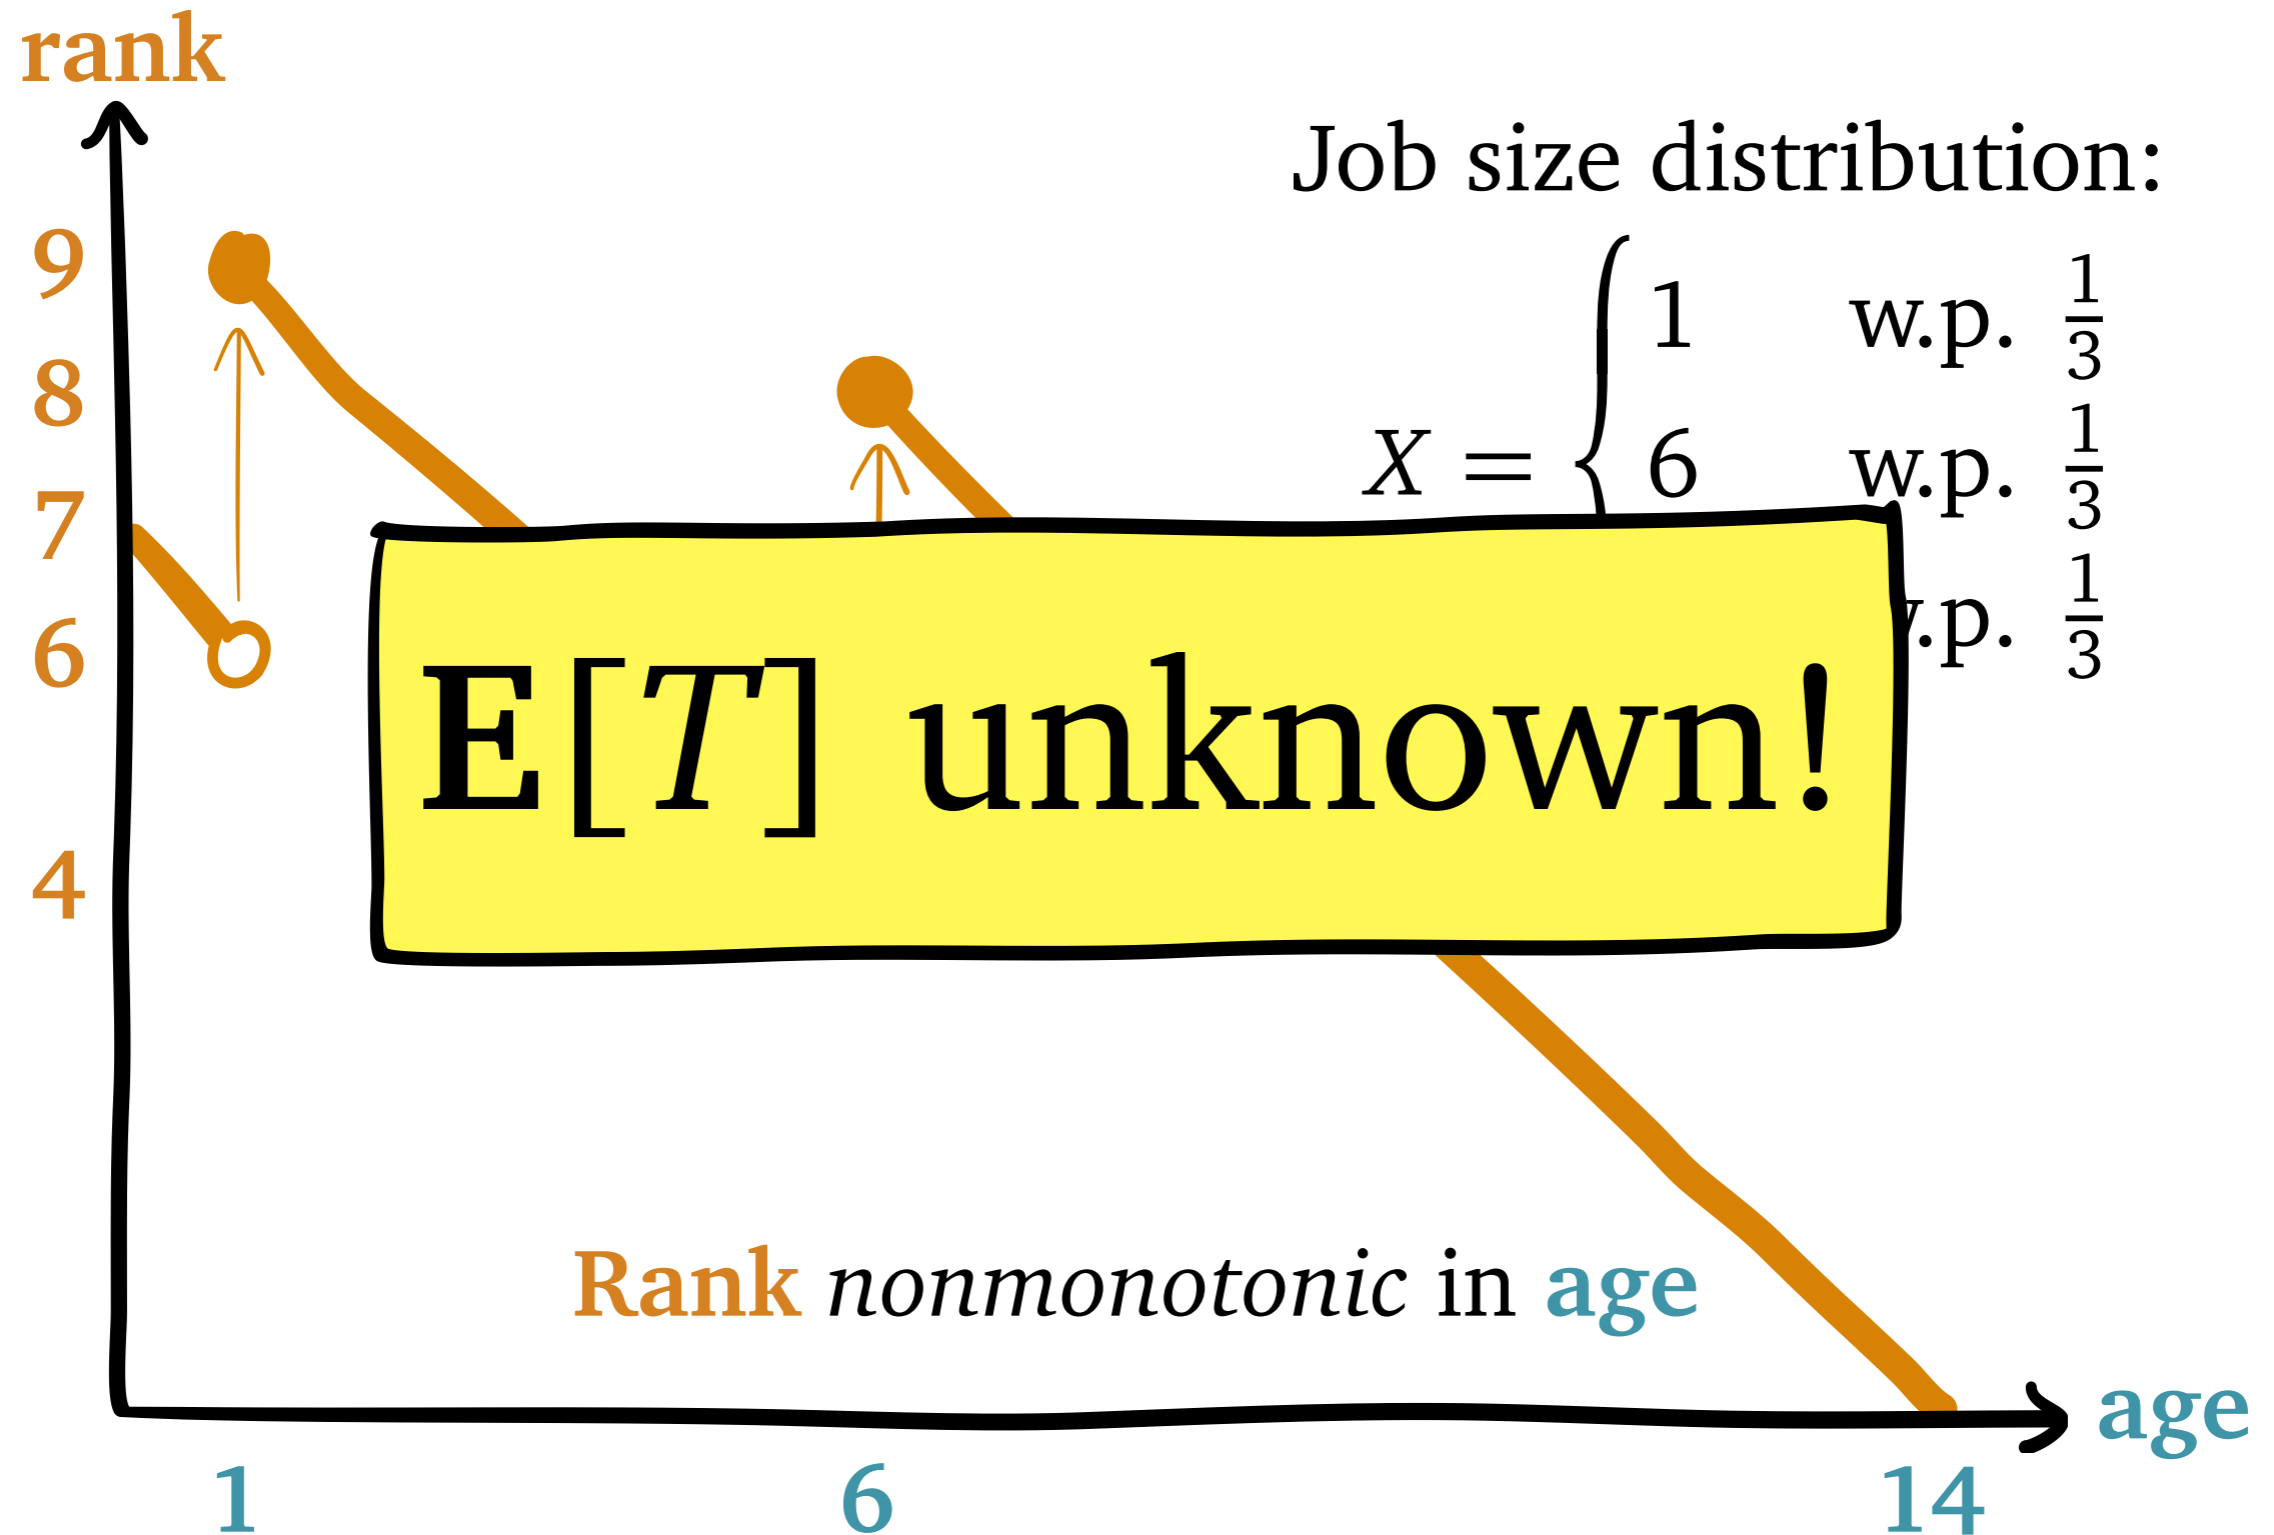 rank
Job size distribution:
9
1 w.p. 1/3
8
X = { 6 w.p. 1/3
7
.p. 1/3
6
E[T] unknown!
4
Rank nonmonotonic in age
age
1 6 14